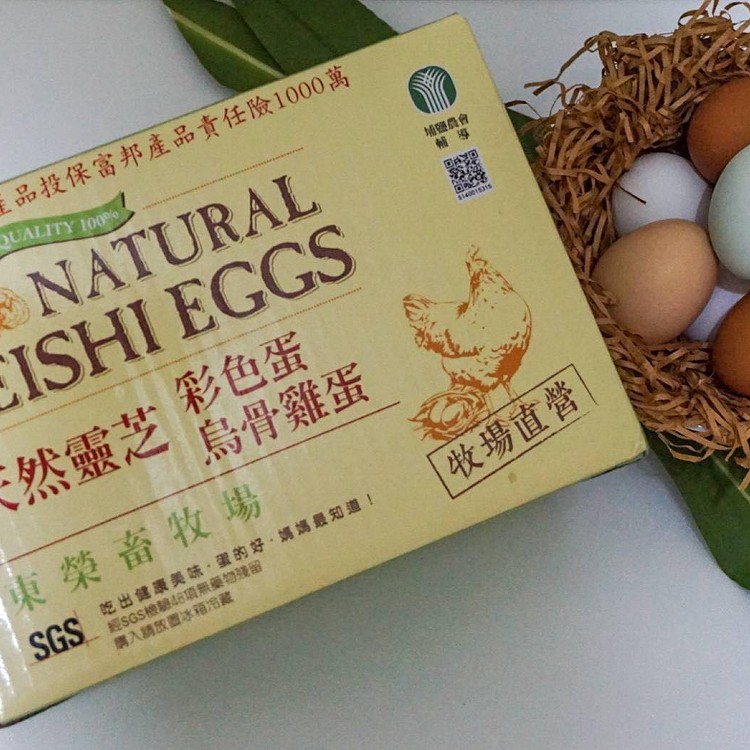 產品投保富邦產品責任險1000萬
QUALITY 100%
NATURAL
EISHI EGGS
天然靈芝
彩色蛋
烏骨雞蛋
東榮畜牧場
吃出健康美味，蛋的好，媽媽最知道！
經SGS檢驗48項無藥物殘留
購入請放置冰箱冷藏
SGS
埔鹽農會
輔導
5140015315
牧場直營